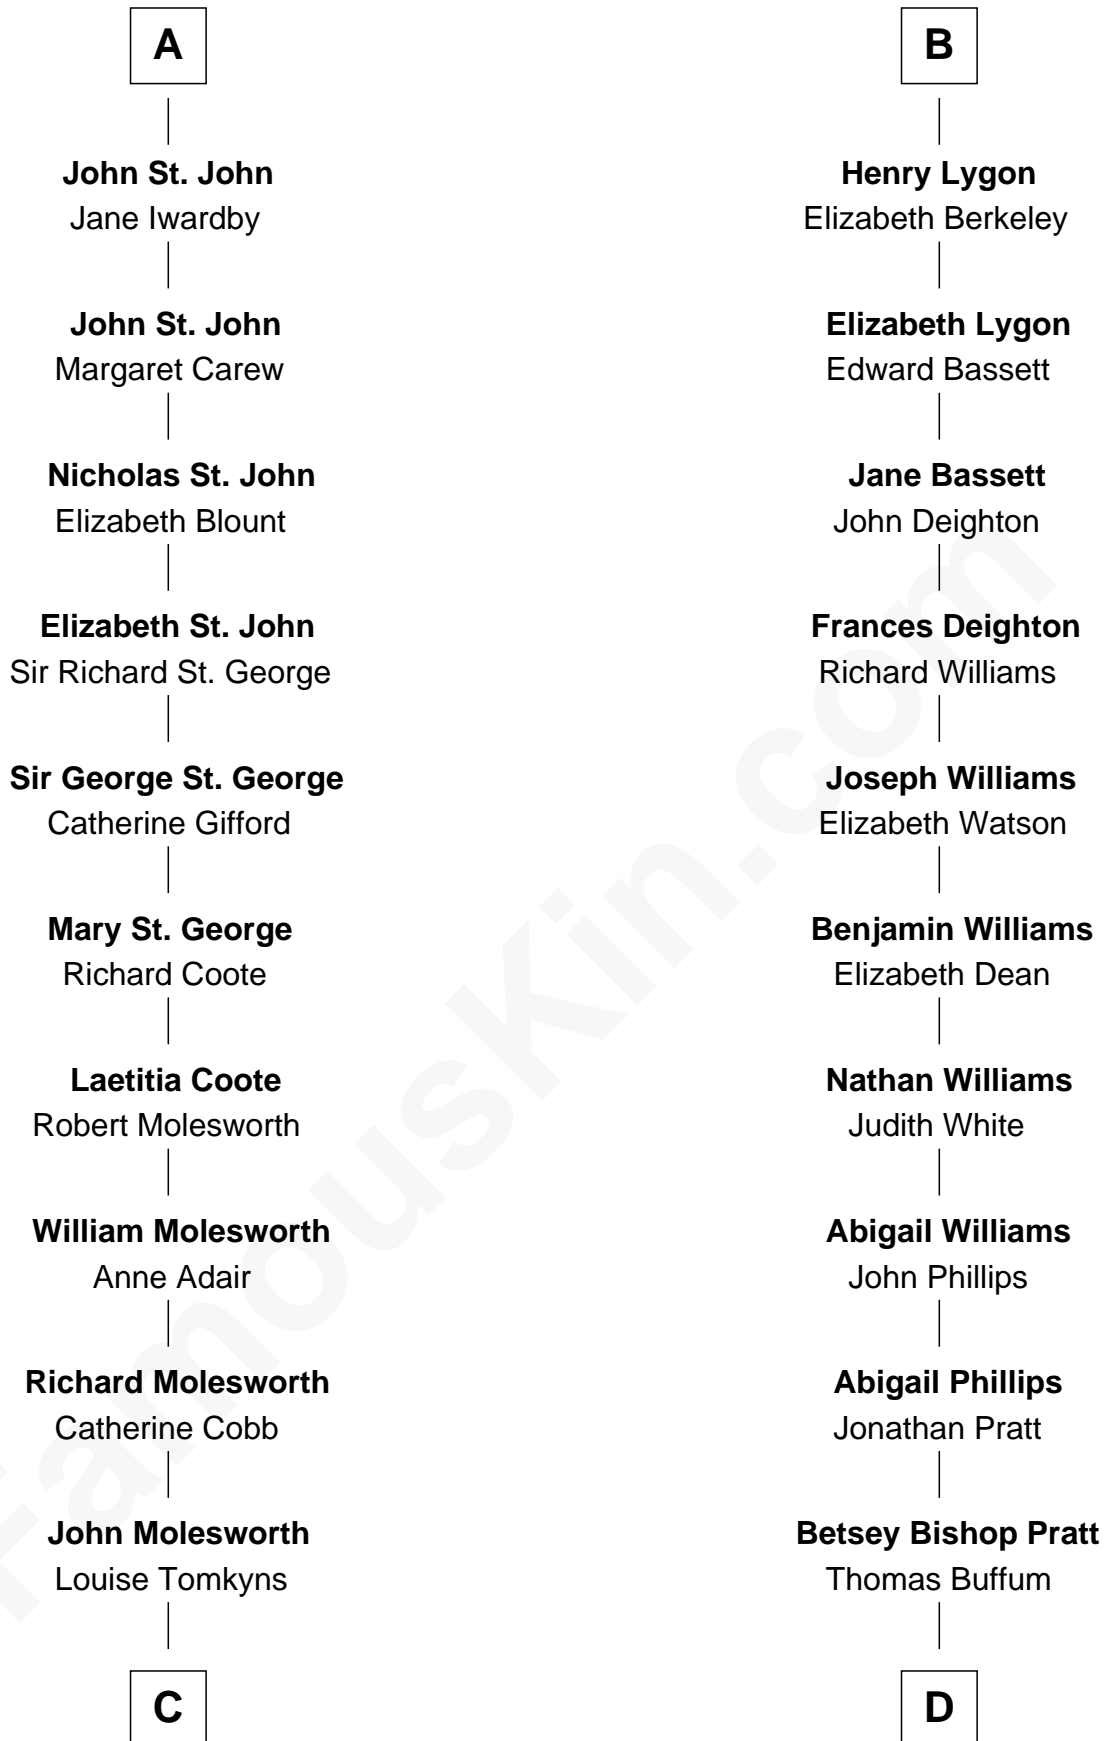 A
John St. John
Jane Iwardby
John St. John
Margaret Carew
Nicholas St. John
Elizabeth Blount
Elizabeth St. John
Sir Richard St. George
Sir George St. George
Catherine Gifford
Mary St. George
Richard Coote
Laetitia Coote
Robert Molesworth
William Molesworth
Anne Adair
Richard Molesworth
Catherine Cobb
John Molesworth
Louise Tomkyns
C
B
Henry Lygon
Elizabeth Berkeley
Elizabeth Lygon
Edward Bassett
Jane Bassett
John Deighton
Frances Deighton
Richard Williams
Joseph Williams
Elizabeth Watson
Benjamin Williams
Elizabeth Dean
Nathan Williams
Judith White
Abigail Williams
John Phillips
Abigail Phillips
Jonathan Pratt
Betsey Bishop Pratt
Thomas Buffum
D
FamousKin.com